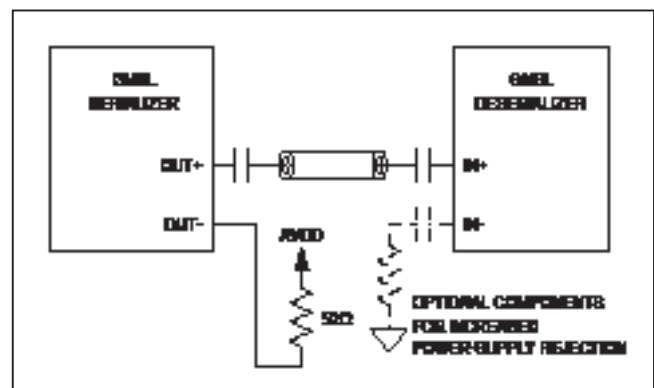 GMSL
SERIALIZER
OUT+
OUT-
AVDD
50Ω
GMSL
DESERIALIZER
IN+
IN-
OPTIONAL COMPONENTS
FOR INCREASED
POWER-SUPPLY REJECTION